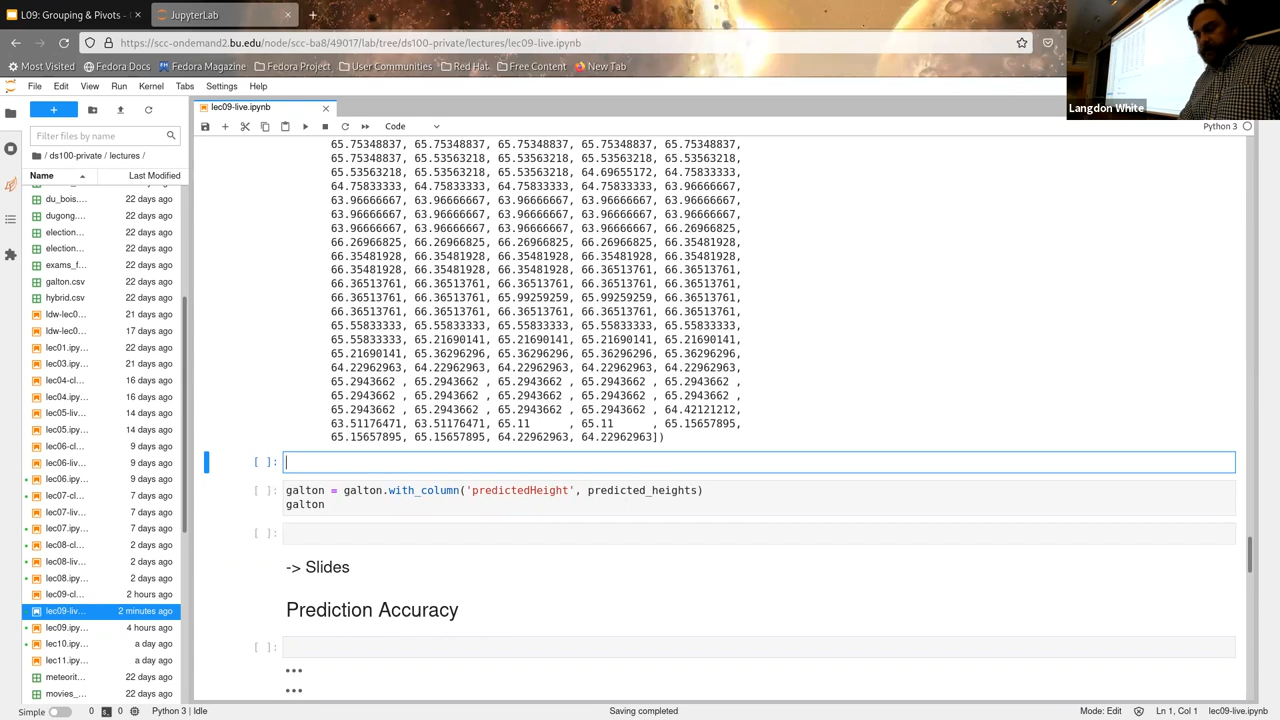 L09: Grouping & Pivots -
JupyterLab
https://scc-ondemand2.bu.edu/node/scc-ba8/49017/lab/tree/ds100-private/lectures/lec09-live.ipynb
Most Visited
Fedora Docs
Fedora Magazine
Fedora Project
User Communities
Red Hat
Free Content
New Tab
Langdon White
File Edit View Run Kernel Tabs Settings Help
lec09-live.ipynb
Code
Python 3
Filter files by name
/ ds100-private / lectures /
Name Last Modified
du_bois.... 22 days ago
dugong.... 22 days ago
election... 22 days ago
election... 22 days ago
exams_f... 22 days ago
galton.csv 22 days ago
hybrid.csv 22 days ago
ldw-lec0... 21 days ago
ldw-lec0... 17 days ago
lec01.ipy... 22 days ago
lec03.ipy... 21 days ago
lec04-cl... 16 days ago
lec04.ipy... 16 days ago
lec05-liv... 14 days ago
lec05.ipy... 14 days ago
lec06-cl... 9 days ago
lec06-liv... 9 days ago
lec06.ipy... 9 days ago
lec07-cl... 7 days ago
lec07-liv... 7 days ago
lec07.ipy... 7 days ago
lec08-cl... 2 days ago
lec08-liv... 2 days ago
lec08.ipy... 2 days ago
lec09-cl... 2 hours ago
lec09-liv... 2 minutes ago
lec09.ipy... 4 hours ago
lec10.ipy... a day ago
lec11.ipy... a day ago
meteorit... 22 days ago
movies_... 22 days ago
65.75348837, 65.75348837, 65.75348837, 65.75348837, 65.75348837,
65.75348837, 65.53563218, 65.53563218, 65.53563218, 65.53563218,
65.53563218, 65.53563218, 65.53563218, 64.69655172, 64.75833333,
64.75833333, 64.75833333, 64.75833333, 64.75833333, 63.96666667,
63.96666667, 63.96666667, 63.96666667, 63.96666667, 63.96666667,
63.96666667, 63.96666667, 63.96666667, 63.96666667, 63.96666667,
63.96666667, 63.96666667, 63.96666667, 63.96666667, 66.26966825,
66.26966825, 66.26966825, 66.26966825, 66.26966825, 66.35481928,
66.35481928, 66.35481928, 66.35481928, 66.35481928, 66.35481928,
66.35481928, 66.35481928, 66.35481928, 66.36513761, 66.36513761,
66.36513761, 66.36513761, 66.36513761, 66.36513761, 66.36513761,
66.36513761, 66.36513761, 65.99259259, 65.99259259, 66.36513761,
66.36513761, 66.36513761, 66.36513761, 66.36513761, 66.36513761,
65.55833333, 65.55833333, 65.55833333, 65.55833333, 65.55833333,
65.55833333, 65.21690141, 65.21690141, 65.21690141, 65.21690141,
65.21690141, 65.36296296, 65.36296296, 65.36296296, 65.36296296,
64.22962963, 64.22962963, 64.22962963, 64.22962963, 64.22962963,
65.2943662 , 65.2943662 , 65.2943662 , 65.2943662 , 65.2943662 ,
65.2943662 , 65.2943662 , 65.2943662 , 65.2943662 , 65.2943662 ,
65.2943662 , 65.2943662 , 65.2943662 , 65.2943662 , 64.42121212,
63.51176471, 63.51176471, 65.11 , 65.11 , 65.15657895,
65.15657895, 65.15657895, 64.22962963, 64.22962963])
[ ]:
[ ]: galton = galton.with_column('predictedHeight', predicted_heights)
galton
[ ]:
-> Slides
Prediction Accuracy
[ ]:
Simple 0 0 Python 3 | Idle
Saving completed
Mode: Edit Ln 1, Col 1 lec09-live.ipynb